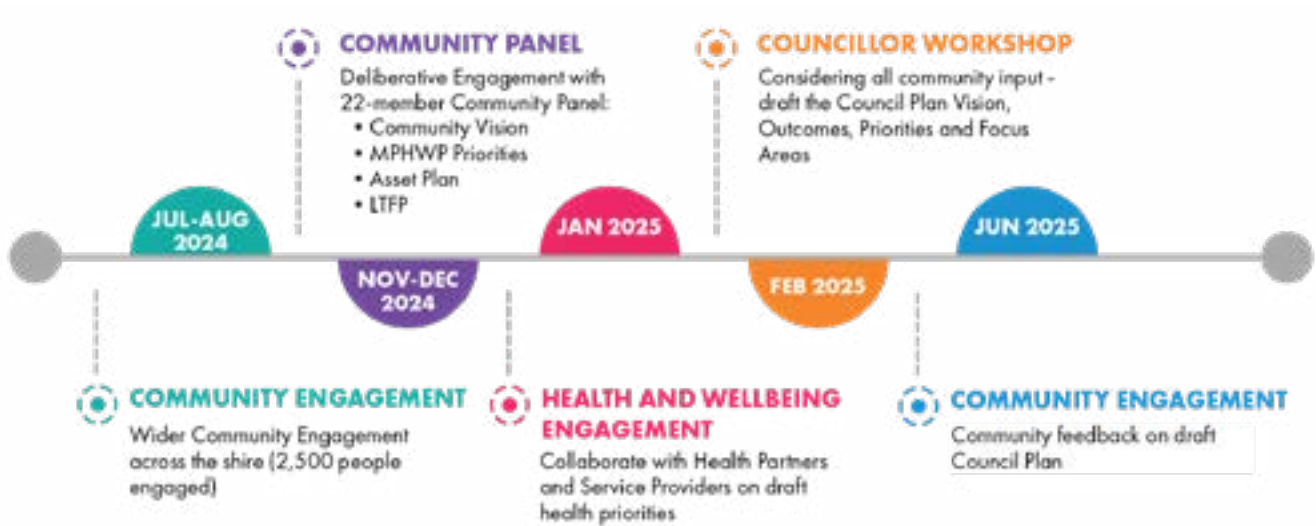 COMMUNITY PANEL
Deliberative Engagement with
22-member Community Panel:
• Community Vision
• MPHWP Priorities
• Asset Plan
• LTFP
COUNCILLOR WORKSHOP
Considering all community input -
draft the Council Plan Vision,
Outcomes, Priorities and Focus
Areas
JUL-AUG
2024
NOV-DEC
2024
JAN 2025
FEB 2025
JUN 2025
COMMUNITY ENGAGEMENT
Wider Community Engagement
across the shire (2,500 people
engaged)
HEALTH AND WELLBEING
ENGAGEMENT
Collaborate with Health Partners
and Service Providers on draft
health priorities
COMMUNITY ENGAGEMENT
Community feedback on draft
Council Plan